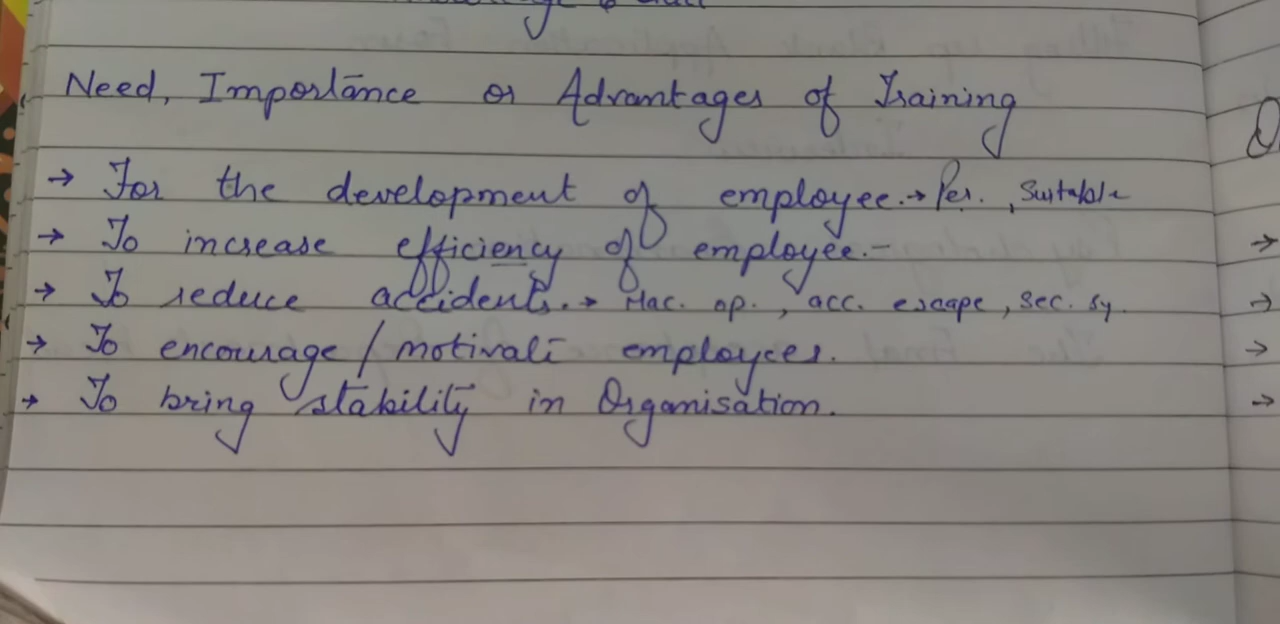 Need, Importance or Advantages of Training
→ For the development of employee.→ Per. , Suitable
→ To increase efficiency of employee.-
→ To reduce accidents.→ Mac. op. , acc. escape, Sec. sy.
→ To encourage / motivate employees.
→ To bring stability in Organisation.